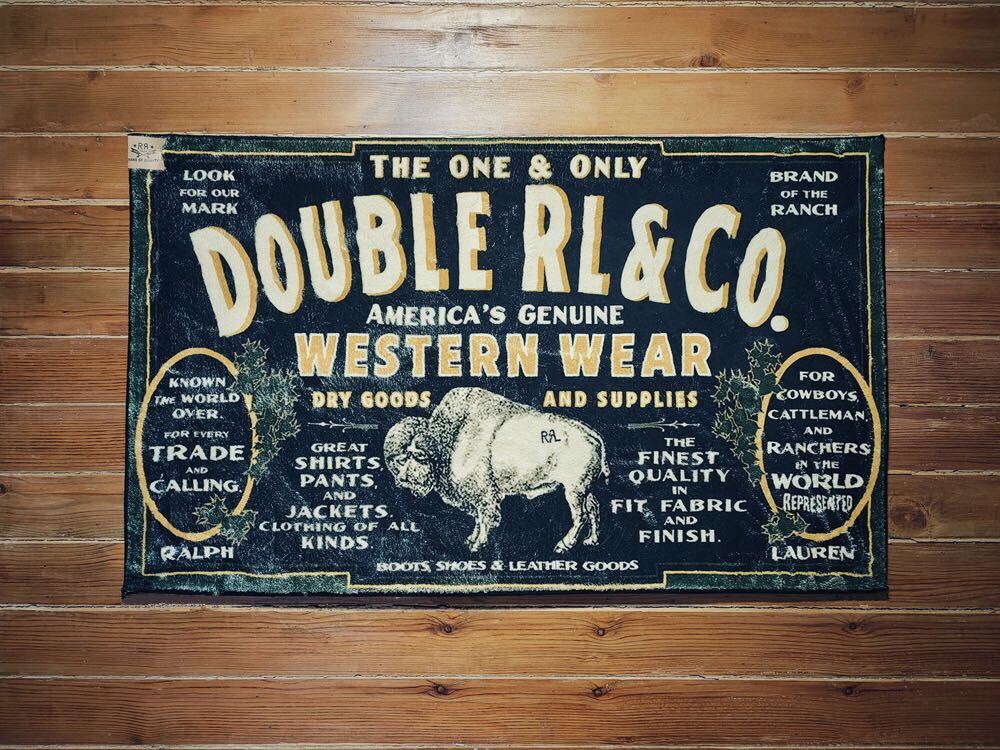 THE ONE & ONLY
LOOK
FOR OUR
MARK
BRAND
OF THE
RANCH
DOUBLE RL & CO.
AMERICA'S GENUINE
WESTERN WEAR
DRY GOODS AND SUPPLIES
KNOWN
THE WORLD
OVER.
FOR EVERY
TRADE
AND
CALLING.
RALPH
GREAT
SHIRTS,
PANTS,
AND
JACKETS.
CLOTHING OF ALL
KINDS.
RRL
THE
FINEST
QUALITY
IN
FIT FABRIC
AND
FINISH.
FOR
COWBOYS,
CATTLEMAN,
AND
RANCHERS
IN THE
WORLD
REPRESENTED
LAUREN
BOOTS, SHOES & LEATHER GOODS